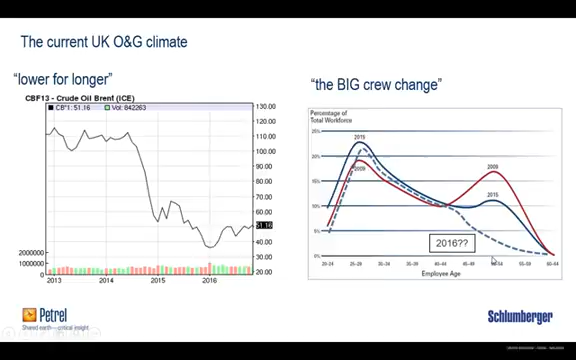 The current UK O&G climate
"lower for longer"
"the BIG crew change"
CBF13 - Crude Oil Brent (ICE)
CB*1: 51.16 Vol: 842263
130.00
120.00
110.00
100.00
90.00
80.00
70.00
60.00
51.16
40.00
30.00
20.00
2000000
1000000
0
2013 2014 2015 2016
Percentage of
Total Workforce
25%
20%
15%
10%
5%
0%
2015
2009
2009
2015
2016??
20-24 25-29 30-34 35-39 40-44 45-49 55-59 60-64
Employee Age
Petrel
Shared earth—critical insight
Schlumberger